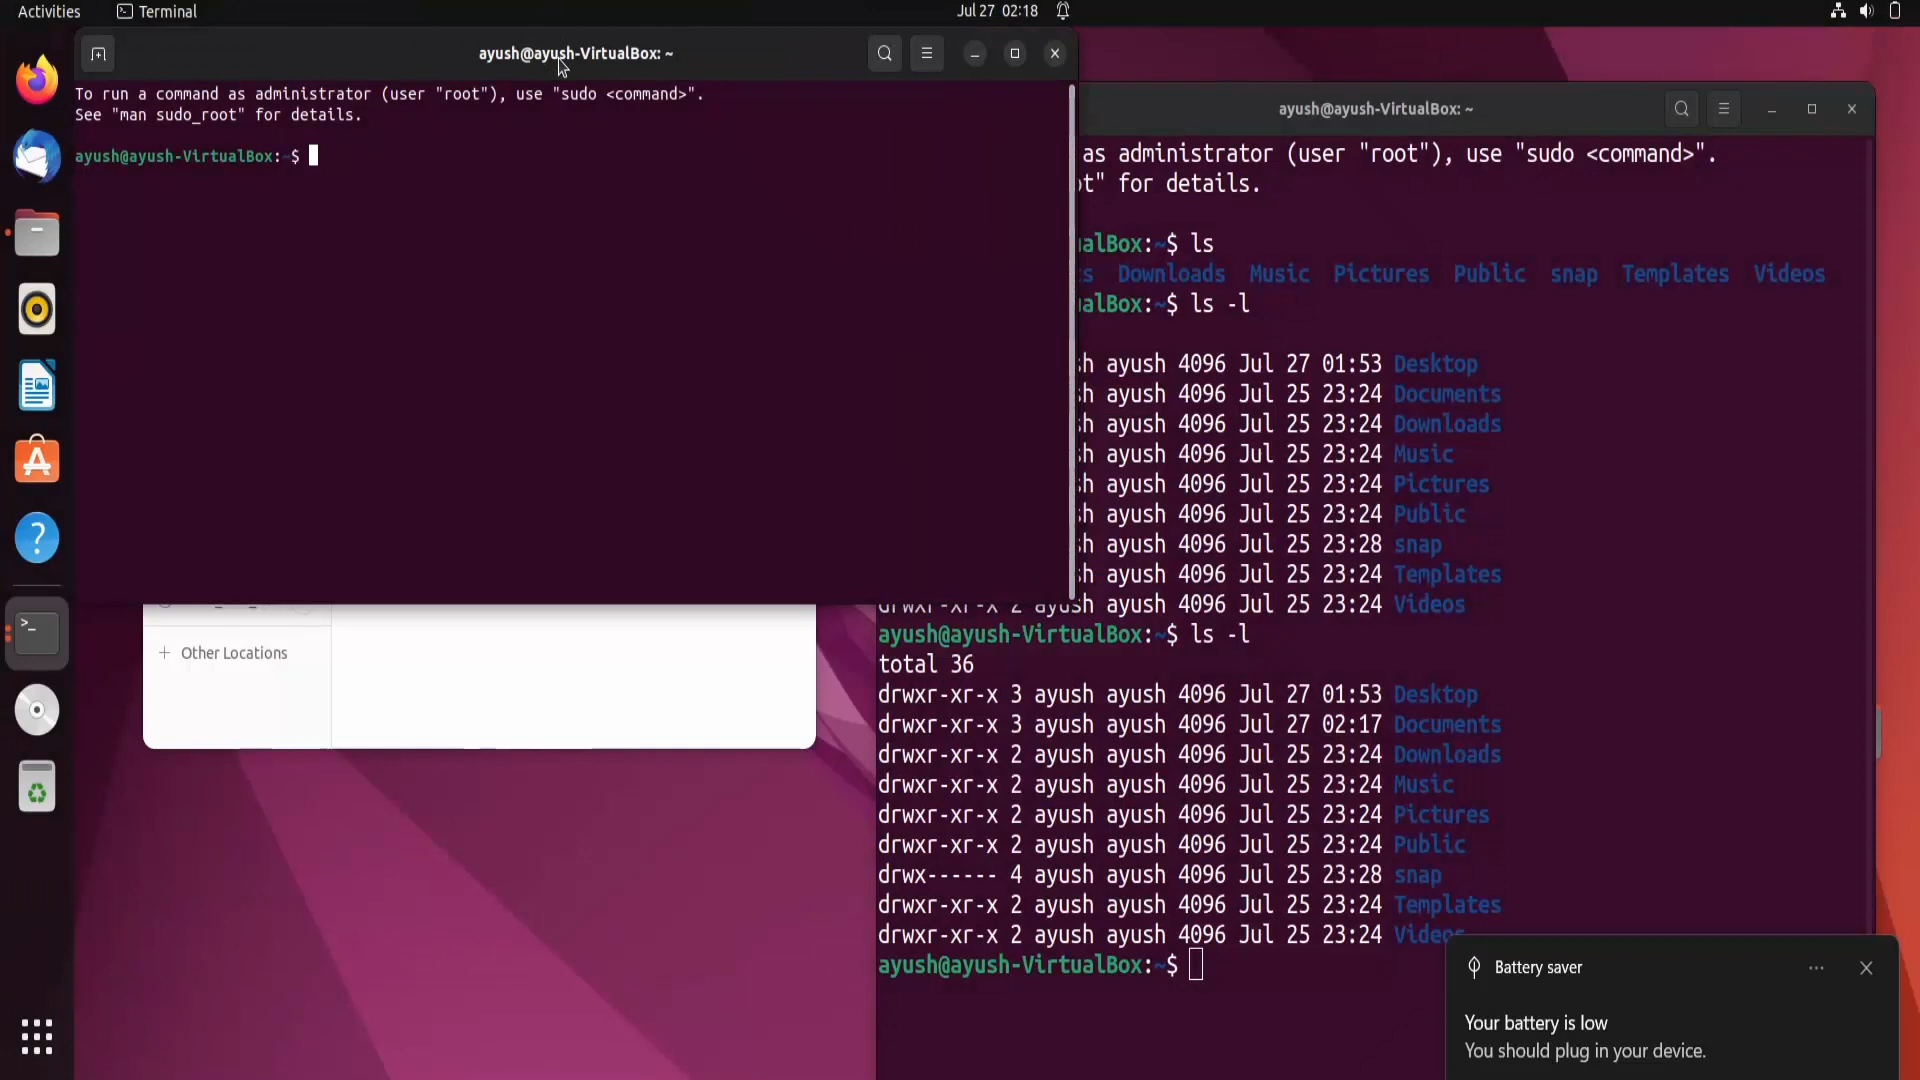 Activities
Terminal
Jul 27 02:18
ayush@ayush-VirtualBox: ~
To run a command as administrator (user "root"), use "sudo <command>".
See "man sudo_root" for details.
ayush@ayush-VirtualBox:~$
ayush@ayush-VirtualBox: ~
as administrator (user "root"), use "sudo <command>".
t" for details.
alBox:~$ ls
s Downloads Music Pictures Public snap Templates Videos
alBox:~$ ls -l
h ayush 4096 Jul 27 01:53 Desktop
h ayush 4096 Jul 25 23:24 Documents
h ayush 4096 Jul 25 23:24 Downloads
h ayush 4096 Jul 25 23:24 Music
h ayush 4096 Jul 25 23:24 Pictures
h ayush 4096 Jul 25 23:24 Public
h ayush 4096 Jul 25 23:28 snap
h ayush 4096 Jul 25 23:24 Templates
drwxr-xr-x 2 ayush ayush 4096 Jul 25 23:24 Videos
ayush@ayush-VirtualBox:~$ ls -l
total 36
drwxr-xr-x 3 ayush ayush 4096 Jul 27 01:53 Desktop
drwxr-xr-x 3 ayush ayush 4096 Jul 27 02:17 Documents
drwxr-xr-x 2 ayush ayush 4096 Jul 25 23:24 Downloads
drwxr-xr-x 2 ayush ayush 4096 Jul 25 23:24 Music
drwxr-xr-x 2 ayush ayush 4096 Jul 25 23:24 Pictures
drwxr-xr-x 2 ayush ayush 4096 Jul 25 23:24 Public
drwx------ 4 ayush ayush 4096 Jul 25 23:28 snap
drwxr-xr-x 2 ayush ayush 4096 Jul 25 23:24 Templates
drwxr-xr-x 2 ayush ayush 4096 Jul 25 23:24 Videos
ayush@ayush-VirtualBox:~$
+ Other Locations
Battery saver
Your battery is low
You should plug in your device.